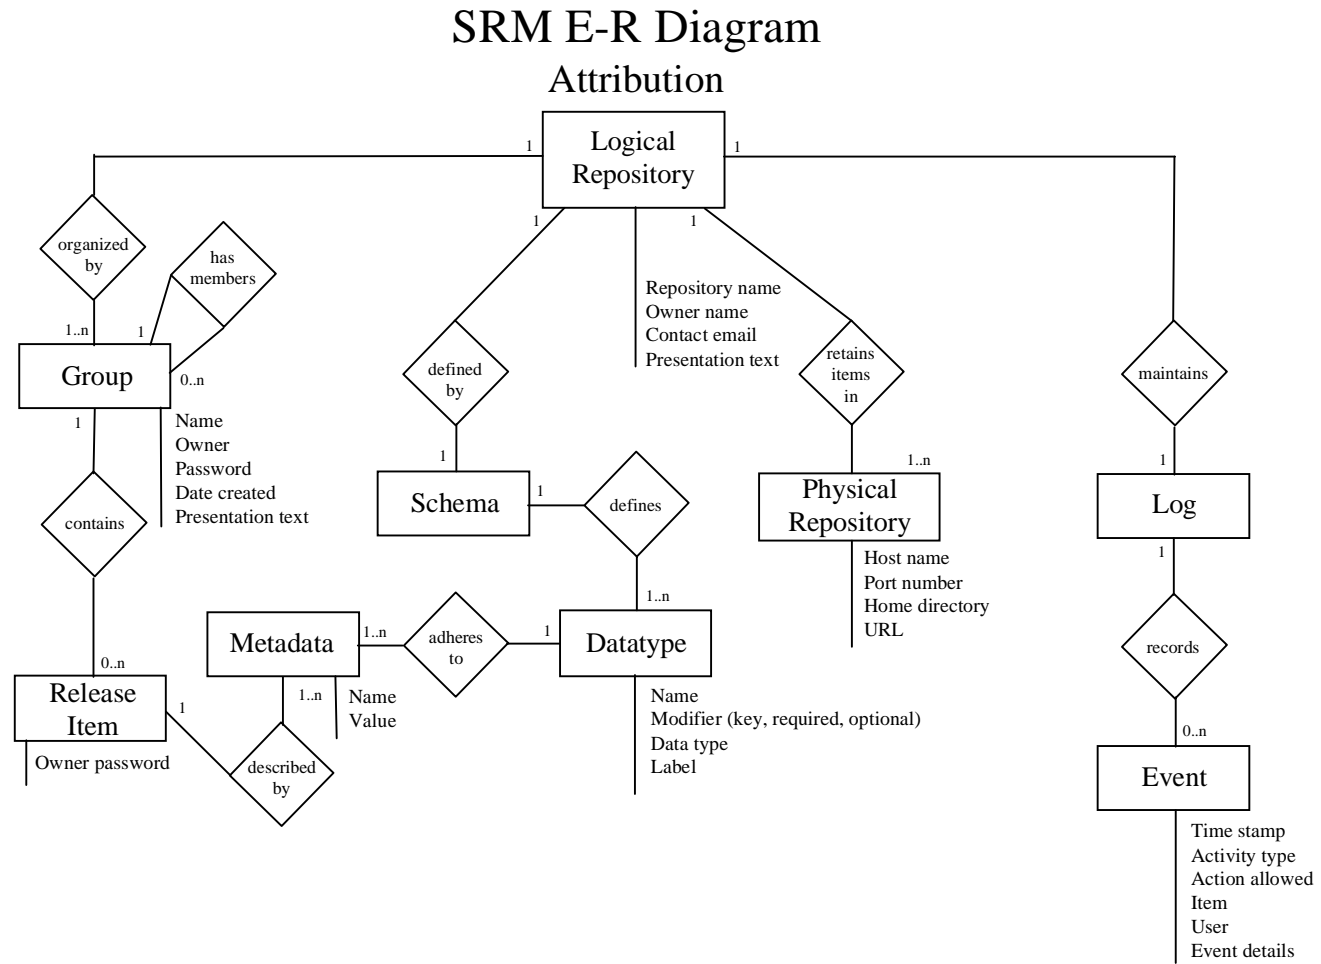 SRM E-R Diagram
Attribution
Logical
Repository
1
1
1
1
organized
by
has
members
1..n
1
0..n
Group
Name
Owner
Password
Date created
Presentation text
Repository name
Owner name
Contact email
Presentation text
defined
by
retains
items
in
maintains
1
contains
0..n
Release
Item
Owner password
1
Schema
1
defines
1..n
1..n
Physical
Repository
Host name
Port number
Home directory
URL
1
Log
1
records
0..n
Event
Time stamp
Activity type
Action allowed
Item
User
Event details
Metadata
1..n
adheres
to
1
Datatype
1..n
Name
Value
Name
Modifier (key, required, optional)
Data type
Label
1
described
by